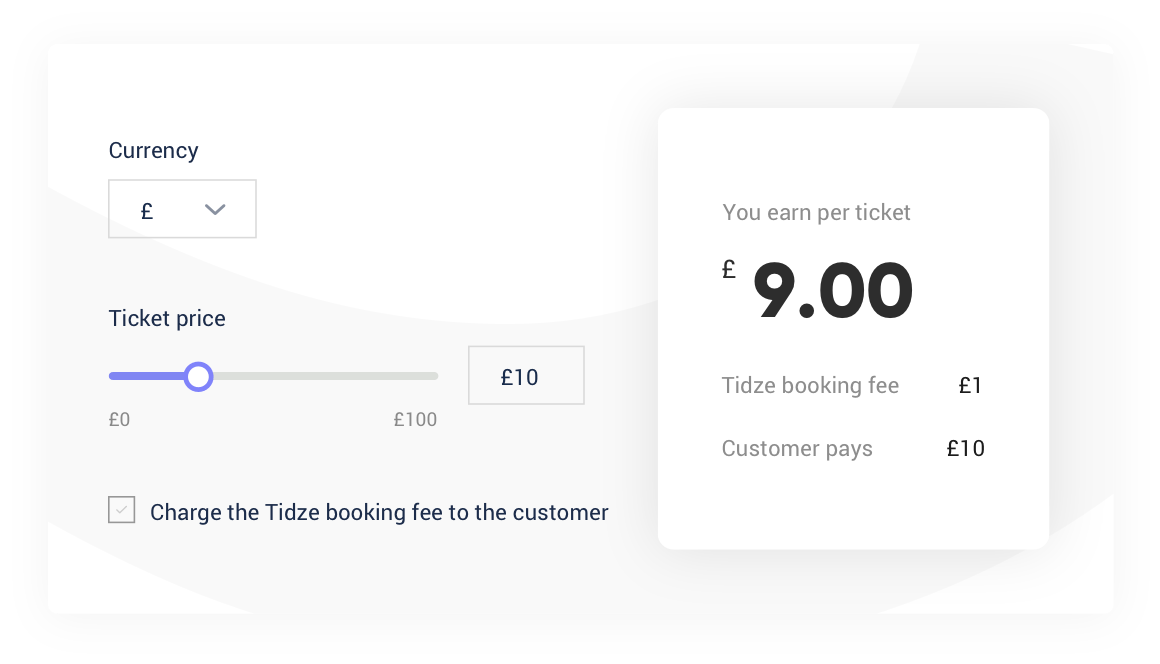 Currency
£
Ticket price
£10
£0
£100
Charge the Tidze booking fee to the customer
You earn per ticket
£ 9.00
Tidze booking fee £1
Customer pays £10